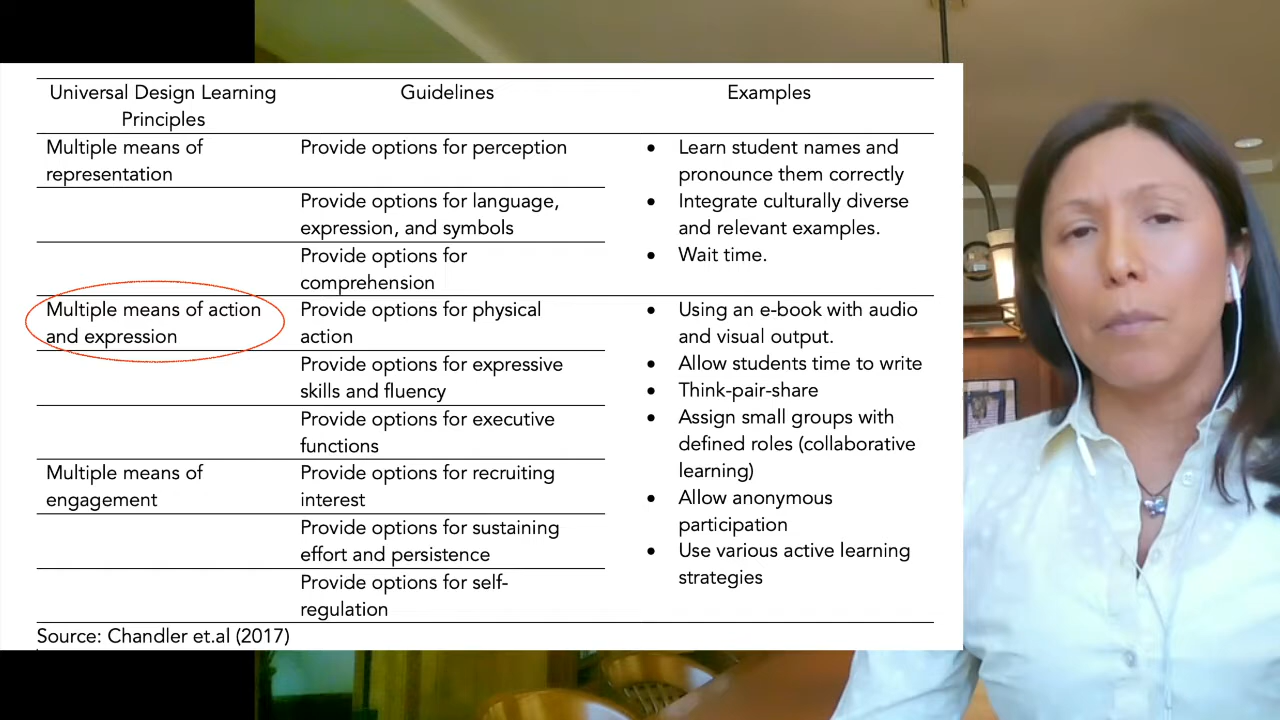 Universal Design Learning
Principles
Guidelines
Examples
Multiple means of
representation
Provide options for perception
Provide options for language,
expression, and symbols
Provide options for
comprehension
• Learn student names and
pronounce them correctly
• Integrate culturally diverse
and relevant examples.
• Wait time.
Multiple means of action
and expression
Provide options for physical
action
Provide options for expressive
skills and fluency
Provide options for executive
functions
Multiple means of
engagement
Provide options for recruiting
interest
Provide options for sustaining
effort and persistence
Provide options for self-
regulation
• Using an e-book with audio
and visual output.
• Allow students time to write
• Think-pair-share
• Assign small groups with
defined roles (collaborative
learning)
• Allow anonymous
participation
• Use various active learning
strategies
Source: Chandler et.al (2017)